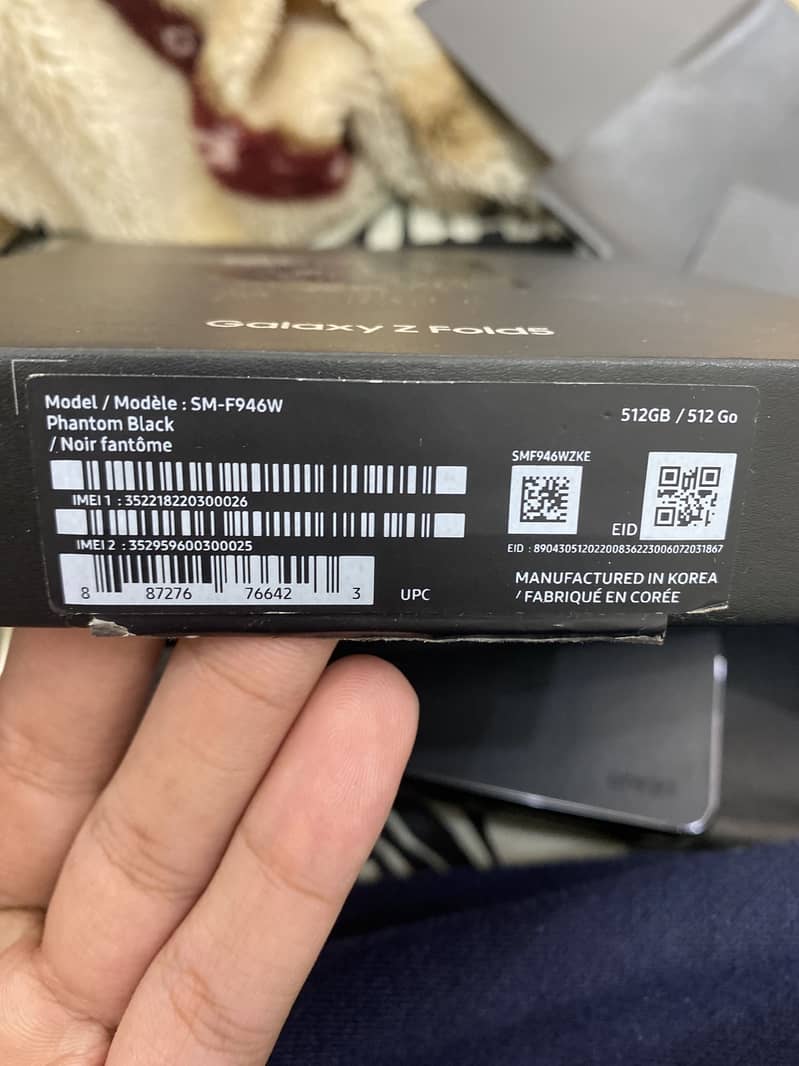 Galaxy Z Fold5
Model / Modèle : SM-F946W
Phantom Black
/ Noir fantôme
512GB / 512 Go
IMEI 1 : 352218220300026
IMEI 2 : 352959600300025
8 87276 76642 3 UPC
SMF946WZKE
EID
EID : 89043051202200836223006072031867
MANUFACTURED IN KOREA
/ FABRIQUÉ EN CORÉE